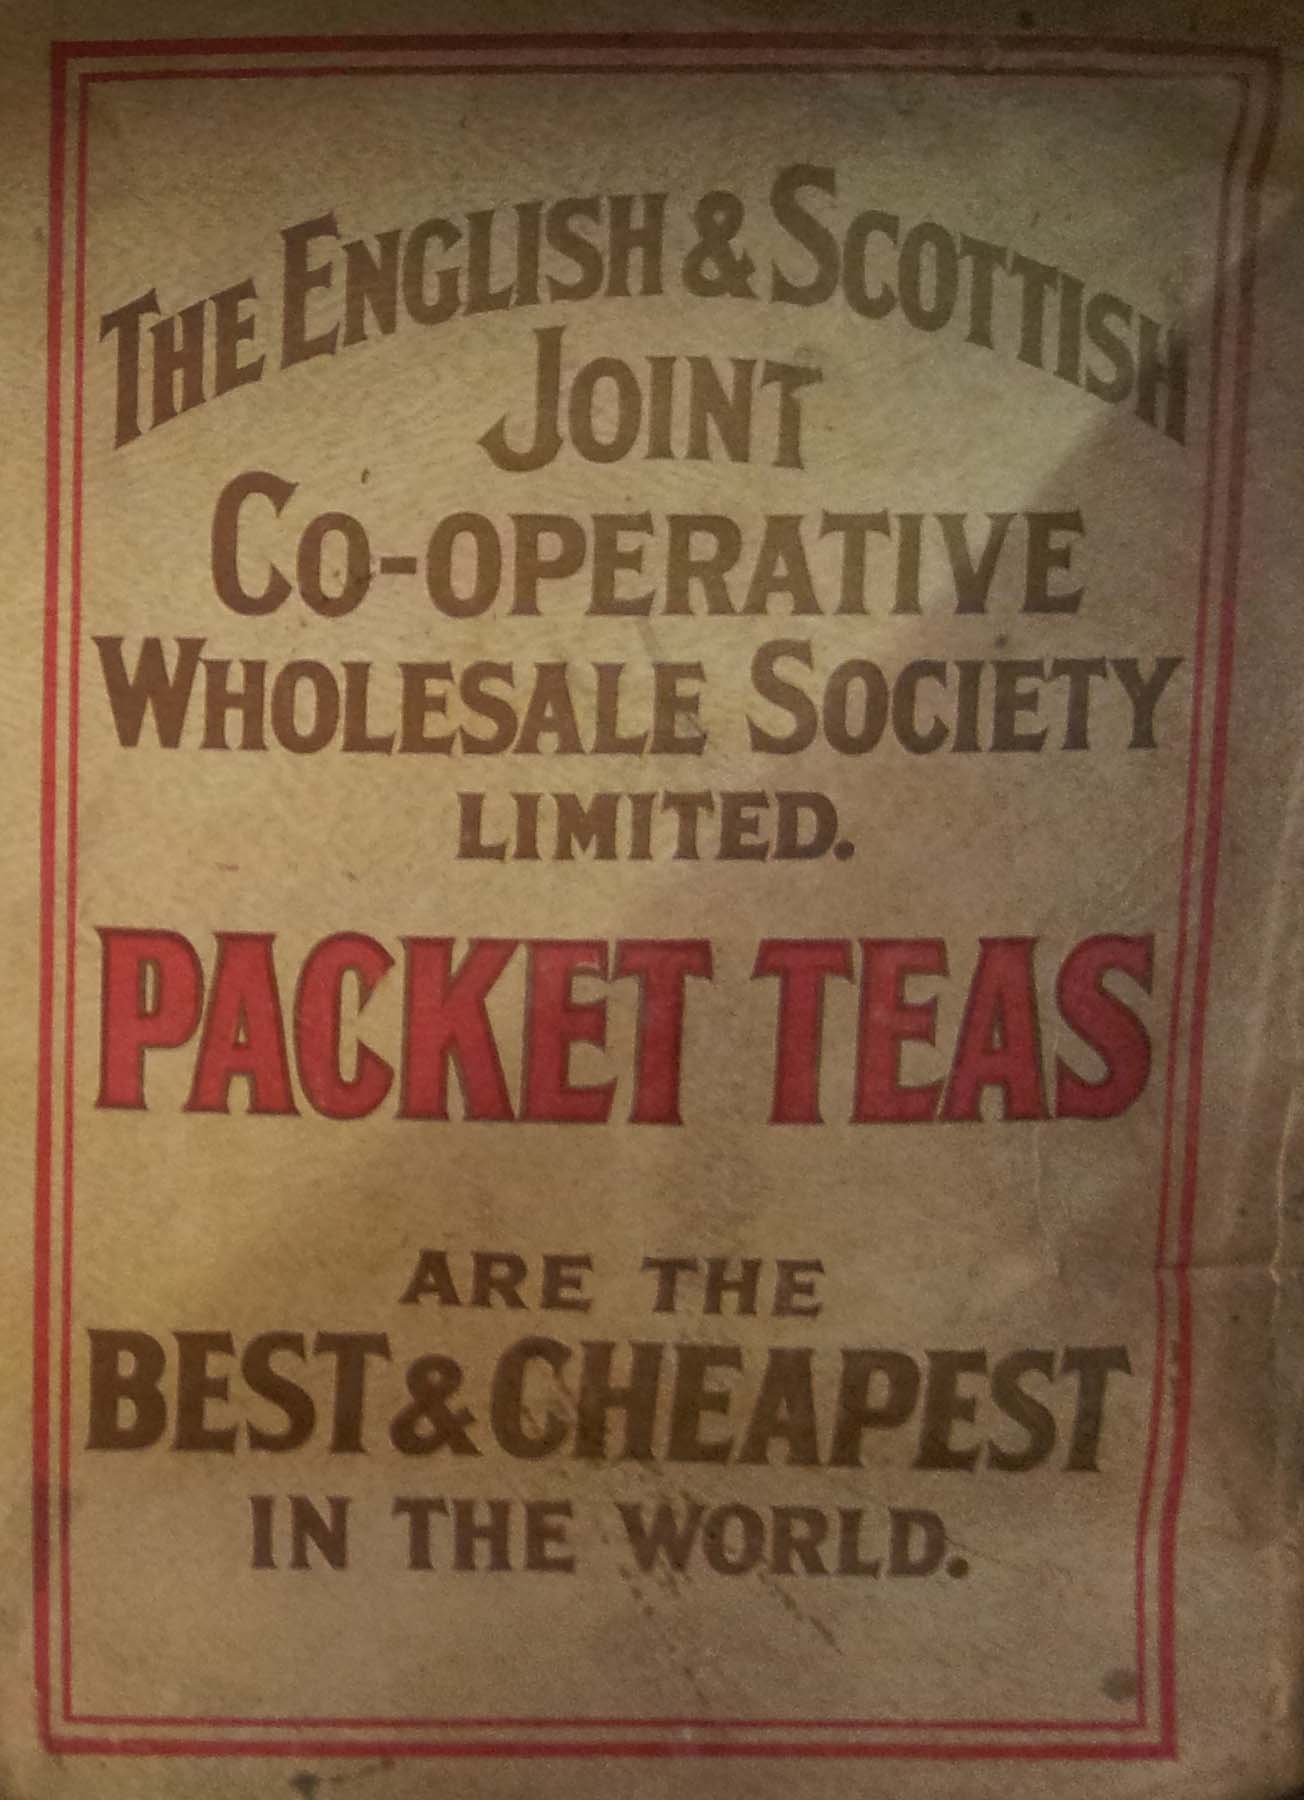 THE ENGLISH & SCOTTISH
JOINT
CO-OPERATIVE
WHOLESALE SOCIETY
LIMITED.
PACKET TEAS
ARE THE
BEST & CHEAPEST
IN THE WORLD.